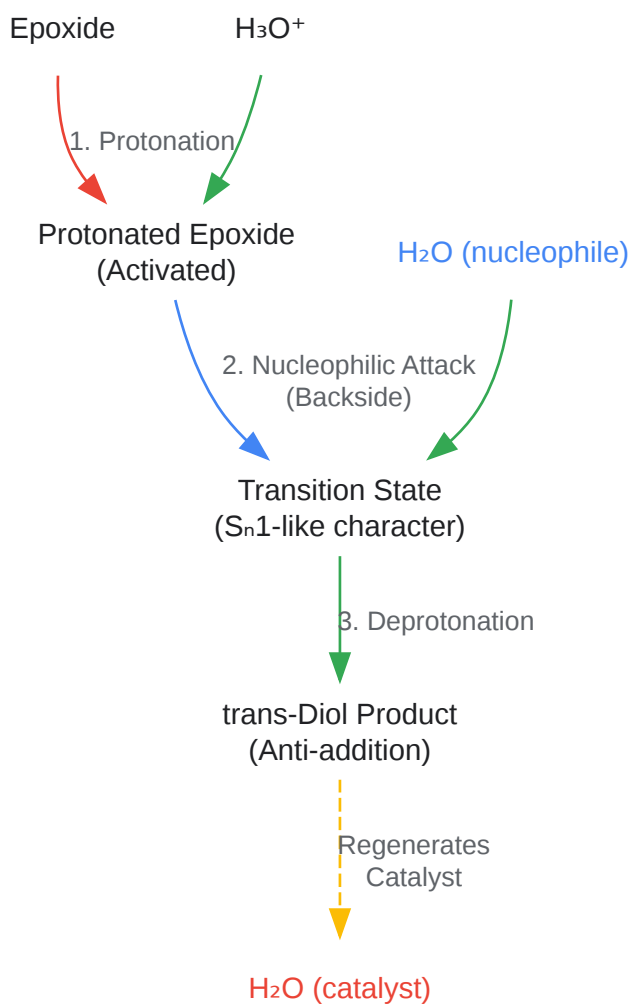 Epoxide
H₃O⁺
1. Protonation
Protonated Epoxide
(Activated)
H₂O (nucleophile)
2. Nucleophilic Attack
(Backside)
Transition State
(Sₙ1-like character)
3. Deprotonation
trans-Diol Product
(Anti-addition)
Regenerates
Catalyst
H₂O (catalyst)